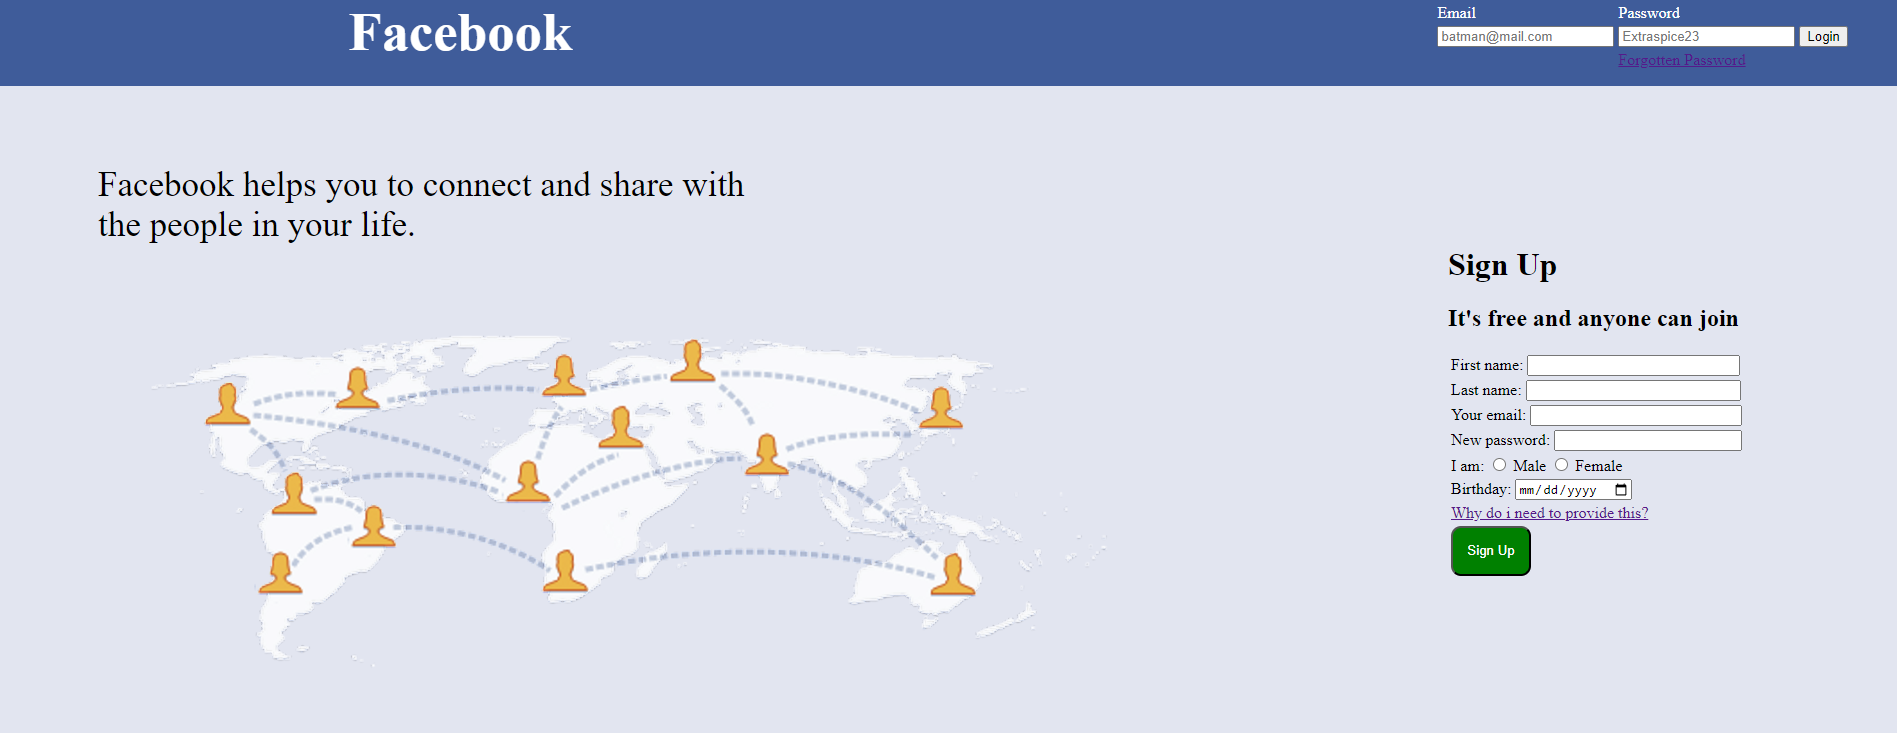 Facebook
Email Password
batman@mail.com Extraspice23 Login
Forgotten Password
Facebook helps you to connect and share with
the people in your life.
Sign Up
It's free and anyone can join
First name:
Last name:
Your email:
New password:
I am: Male Female
Birthday: mm/dd/yyyy
Why do i need to provide this?
Sign Up